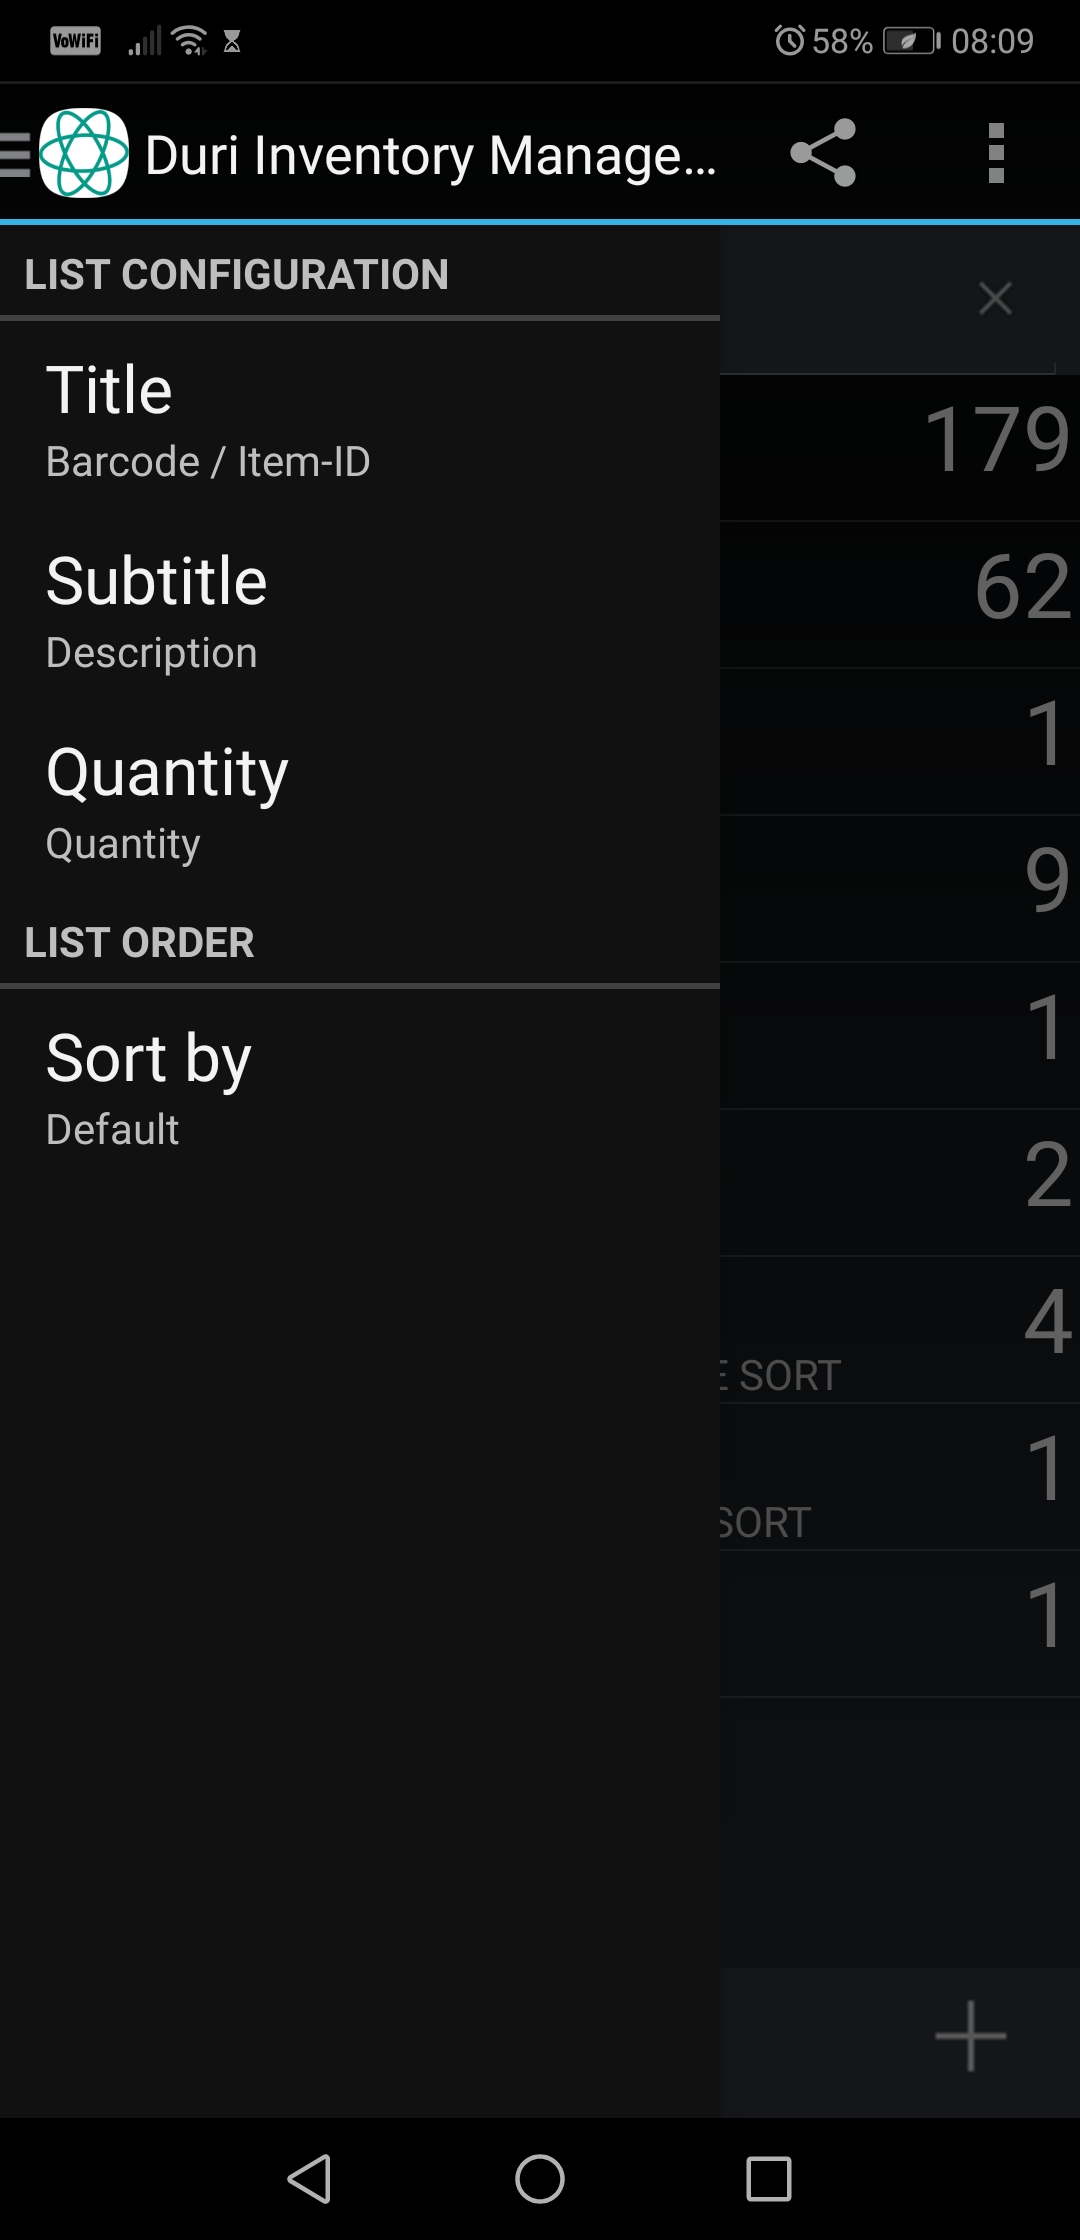 VoWiFi 58% 08:09
Duri Inventory Manage...
LIST CONFIGURATION
Title
Barcode / Item-ID
179
Subtitle
62
Description
1
Quantity
Quantity
9
LIST ORDER
1
Sort by
Default
2
4
SORT
1
SORT
1